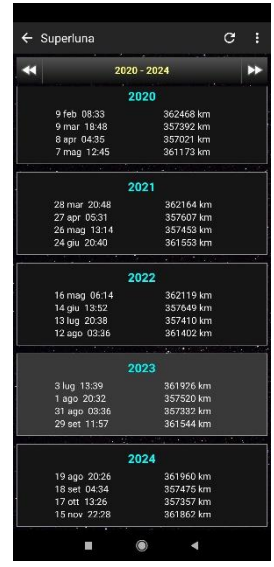 Superluna
2020 - 2024
2020
9 feb 08:33 362468 km
9 mar 18:48 357392 km
8 apr 04:35 357021 km
7 mag 12:45 361173 km
2021
28 mar 20:48 362164 km
27 apr 05:31 357607 km
26 mag 13:14 357453 km
24 giu 20:40 361553 km
2022
16 mag 06:14 362119 km
14 giu 13:52 357649 km
13 lug 20:38 357410 km
12 ago 03:36 361402 km
2023
3 lug 13:39 361926 km
1 ago 20:32 357520 km
31 ago 03:36 357332 km
29 set 11:57 361544 km
2024
19 ago 20:26 361960 km
18 set 04:34 357475 km
17 ott 13:26 357357 km
15 nov 22:28 361862 km